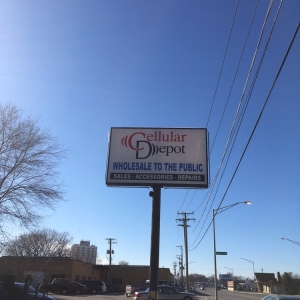 Cellular
Depot
WHOLESALE TO THE PUBLIC
SALES - ACCESSORIES - REPAIRS